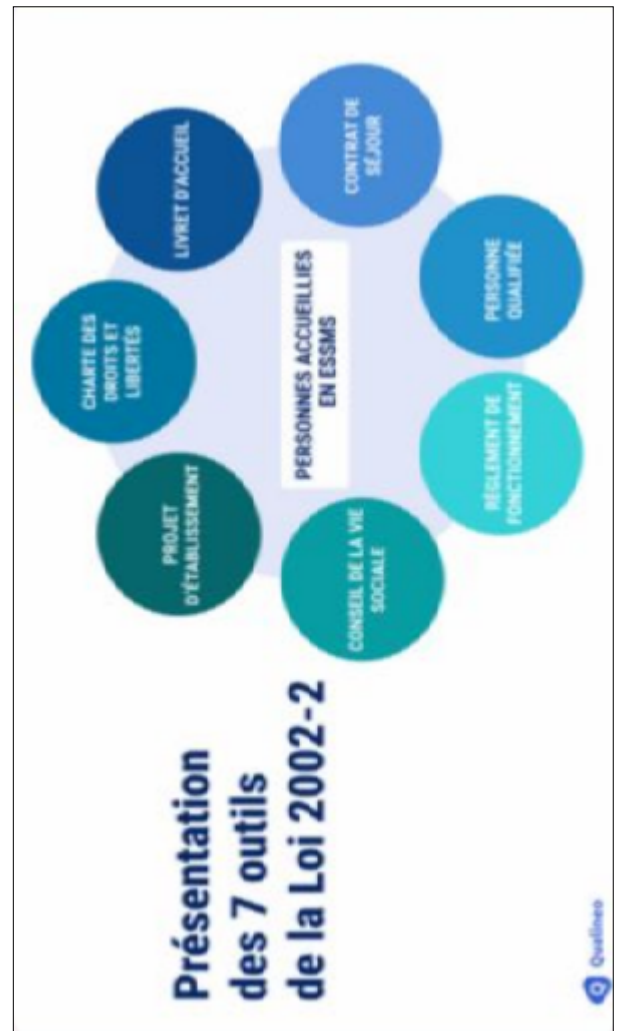 Présentation
des 7 outils
de la Loi 2002-2
CHARTE DES
DROITS ET
LIBERTÉS
LIVRET D'ACCUEIL
CONTRAT DE
SÉJOUR
PERSONNE
QUALIFIÉE
RÈGLEMENT DE
FONCTIONNEMENT
CONSEIL DE LA VIE
SOCIALE
PROJET
D'ÉTABLISSEMENT
PERSONNES ACCUEILLIES
EN ESSMS
Qualineo